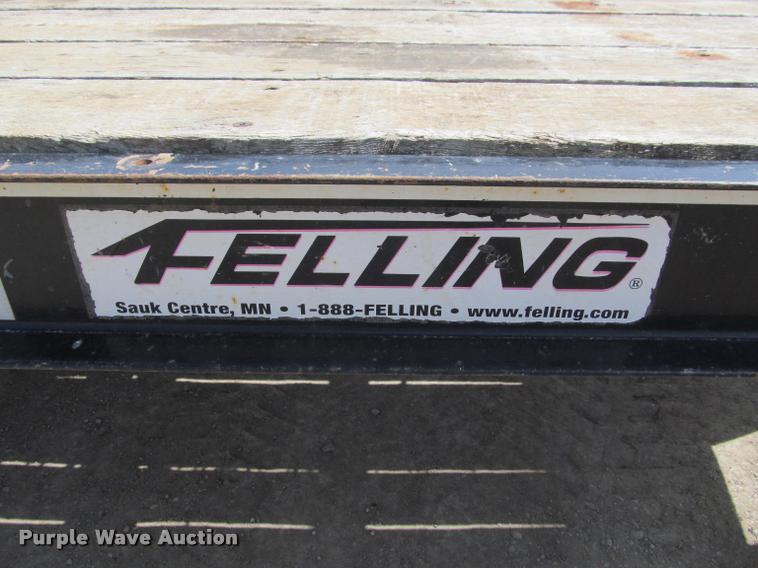 FELLING®
Sauk Centre, MN • 1-888-FELLING • www.felling.com
Purple Wave Auction